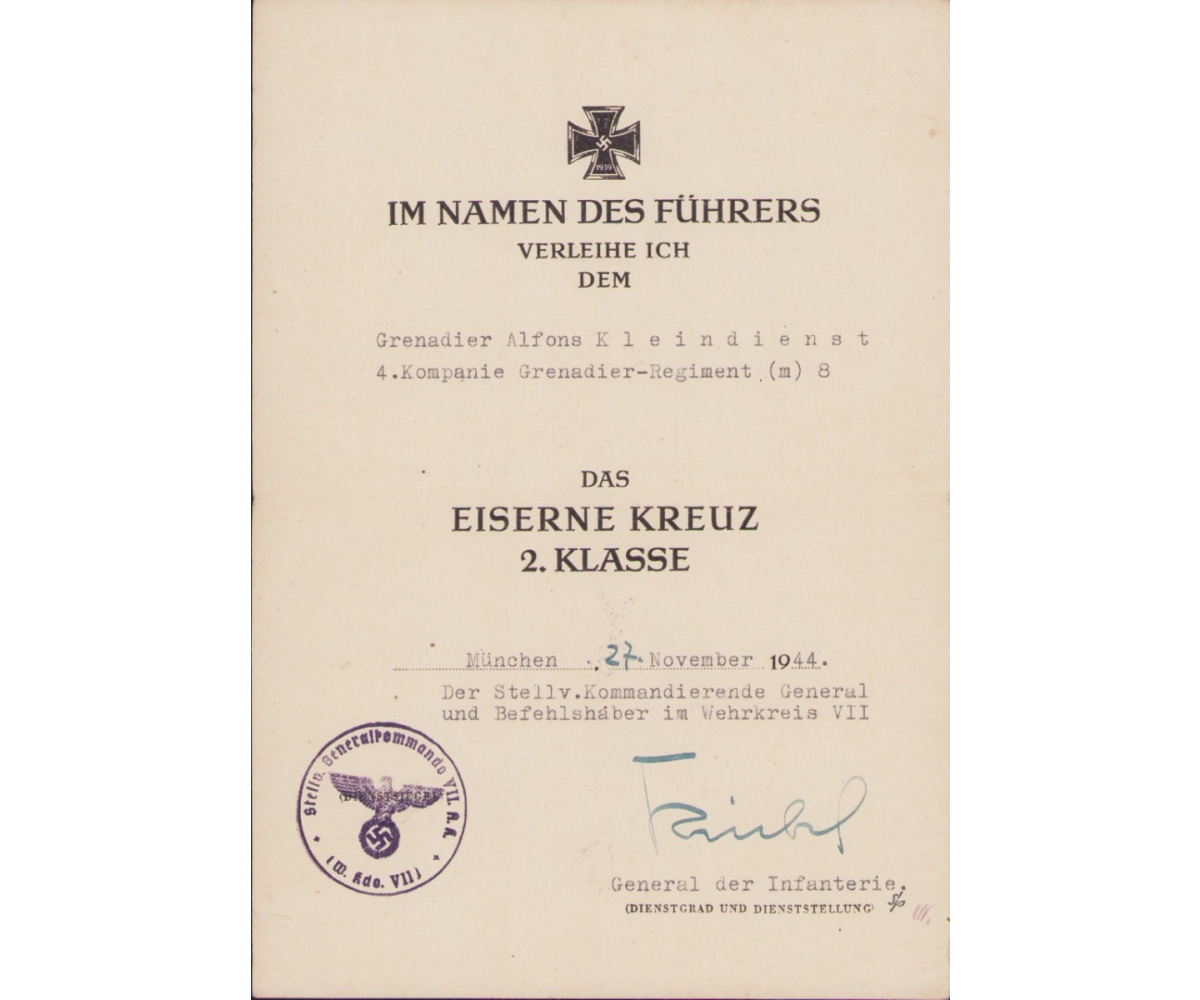 1939
IM NAMEN DES FÜHRERS
VERLEIHE ICH
DEM
Grenadier Alfons K l e i n d i e n s t
4.Kompanie Grenadier-Regiment (m) 8
DAS
EISERNE KREUZ
2. KLASSE
München , 27. November 1944.
Der Stellv.Kommandierende General
und Befehlshaber im Wehrkreis VII
Stellv. Generalkommando VII. A.K.
(DIENSTSIEGEL)
(W. Kdo. VII)
General der Infanterie.
(DIENSTGRAD UND DIENSTSTELLUNG)